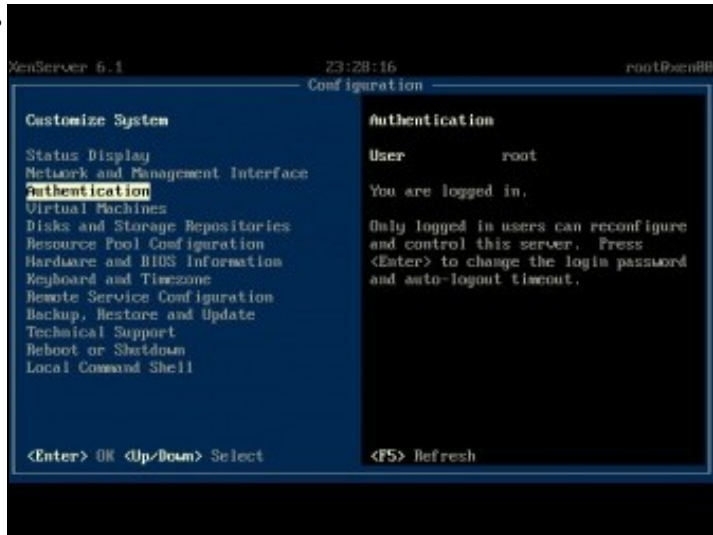 XenServer 6.1 23:28:16 root@xen00
Configuration
Customize System
Status Display
Network and Management Interface
Authentication
Virtual Machines
Disks and Storage Repositories
Resource Pool Configuration
Hardware and BIOS Information
Keyboard and Timezone
Remote Service Configuration
Backup, Restore and Update
Technical Support
Reboot or Shutdown
Local Command Shell
<Enter> OK <Up/Down> Select
Authentication
User root
You are logged in.
Only logged in users can reconfigure
and control this server. Press
<Enter> to change the login password
and auto-logout timeout.
<F5> Refresh